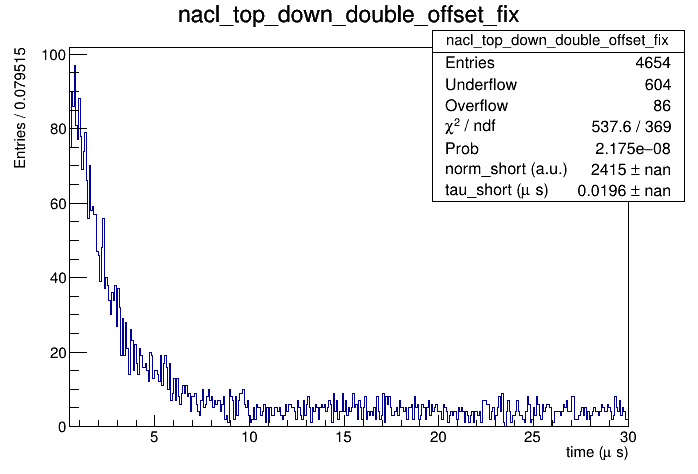 nacl_top_down_double_offset_fix
nacl_top_down_double_offset_fix
Entries 4654
Underflow 604
Overflow 86
χ² / ndf 537.6 / 369
Prob 2.175e−08
norm_short (a.u.) 2415 ± nan
tau_short (μ s) 0.0196 ± nan
Entries / 0.079515
100
80
60
40
20
0
5 10 15 20 25 30
time (μ s)